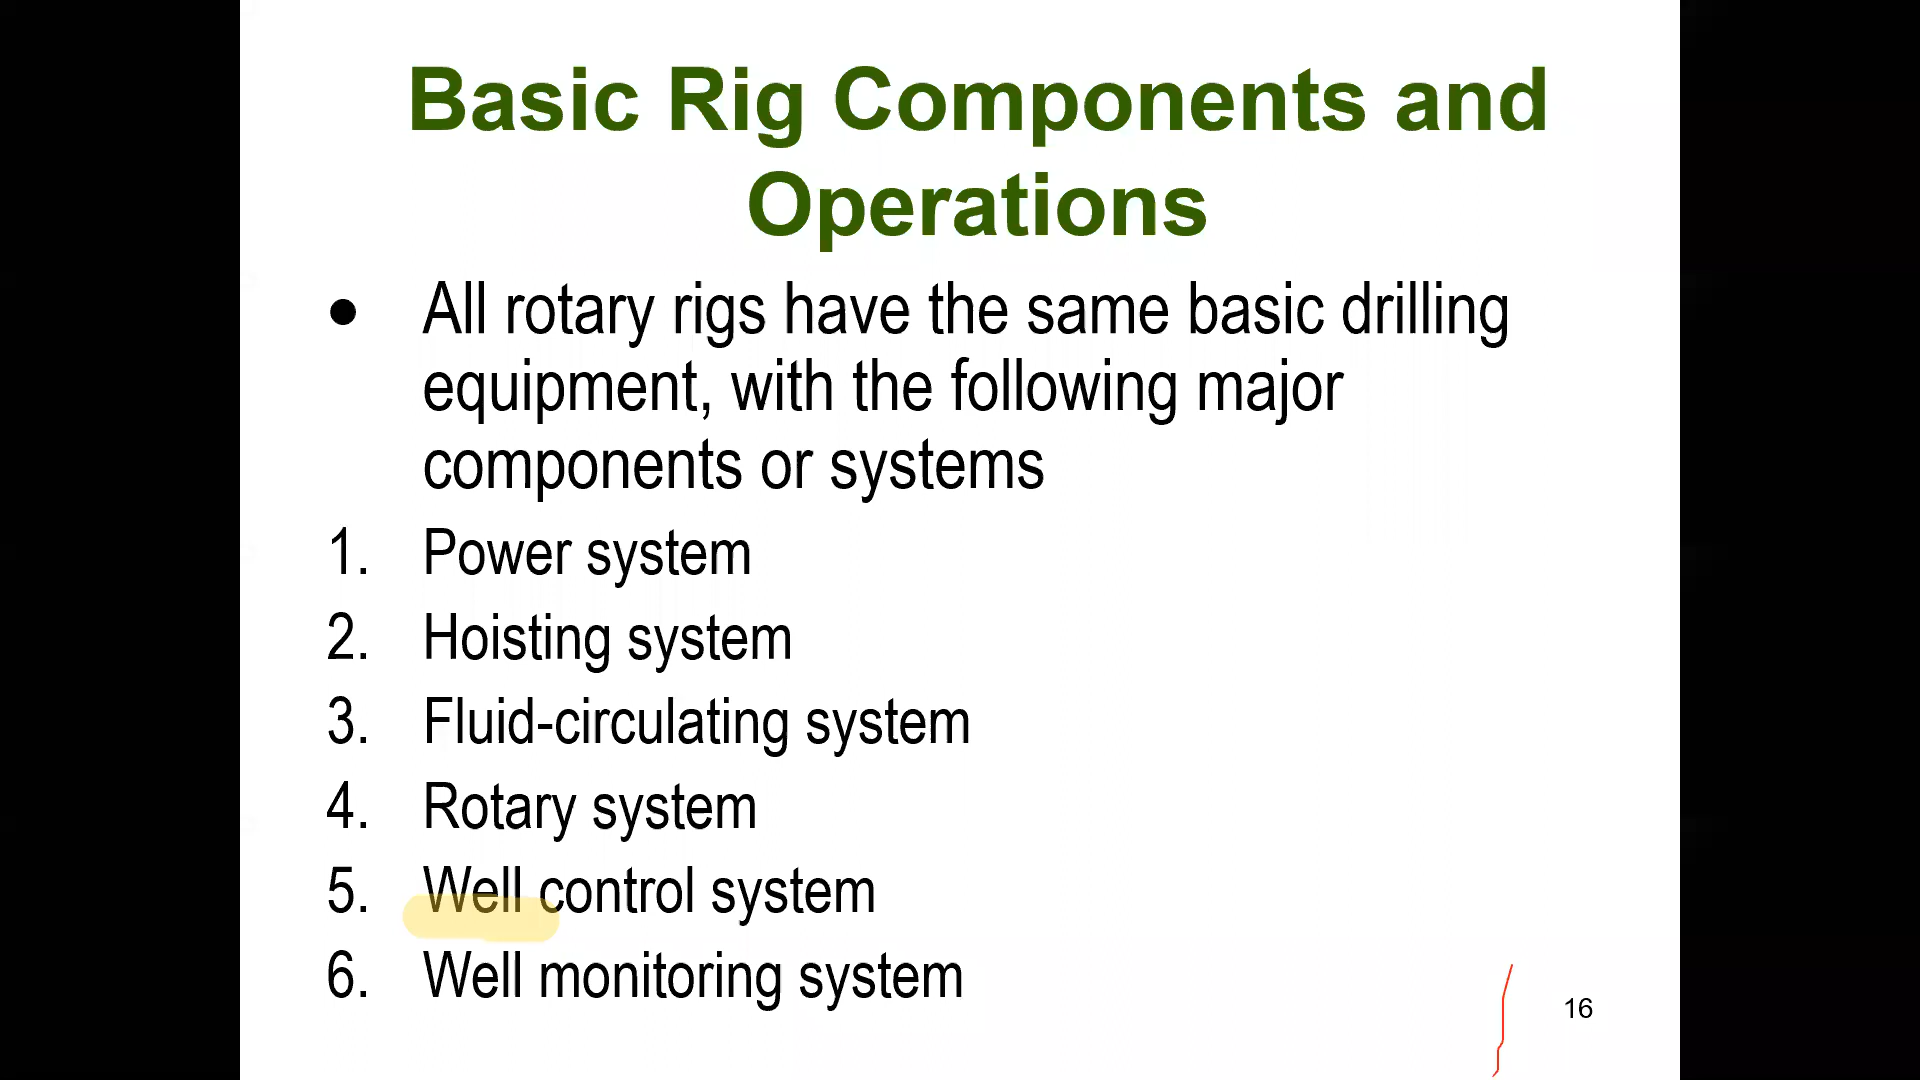 Basic Rig Components and
Operations
• All rotary rigs have the same basic drilling
equipment, with the following major
components or systems
1. Power system
2. Hoisting system
3. Fluid-circulating system
4. Rotary system
5. Well control system
6. Well monitoring system
16